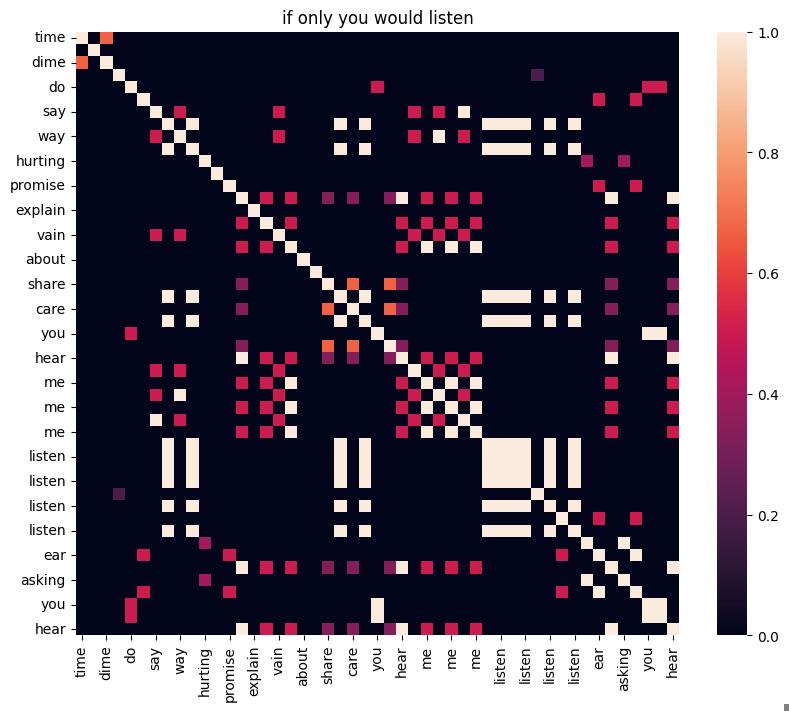 if only you would listen
time
dime
do
say
way
hurting
promise
explain
vain
about
share
care
you
hear
me
me
me
listen
listen
listen
listen
ear
asking
you
hear
1.0
0.8
0.6
0.4
0.2
0.0
time
dime
do
say
way
hurting
promise
explain
vain
about
share
care
you
hear
me
me
me
listen
listen
listen
listen
ear
asking
you
hear